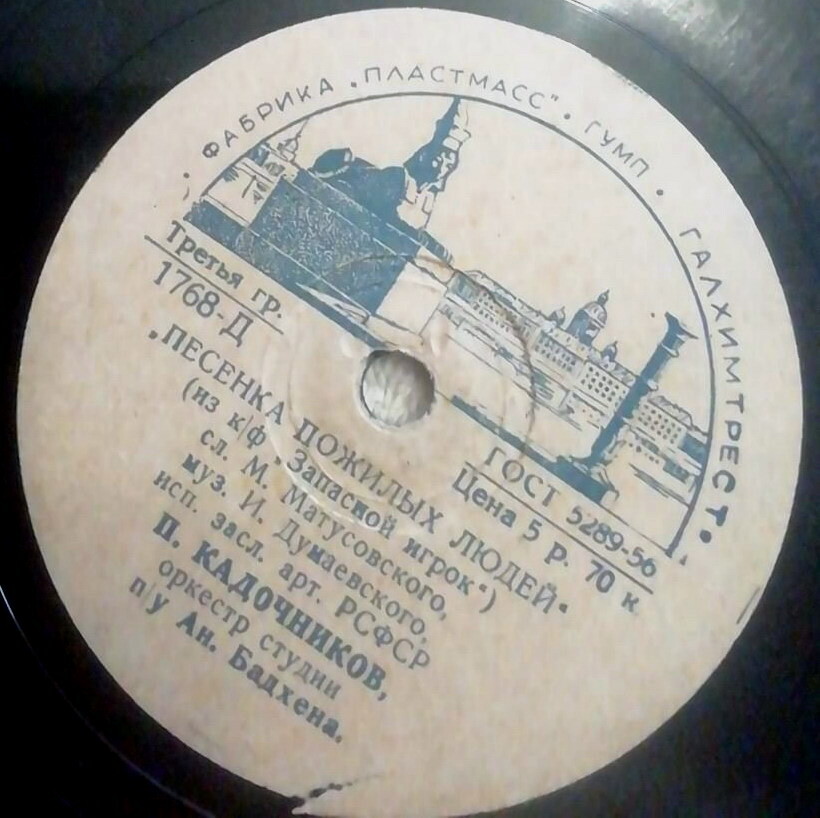 ФАБРИКА „ПЛАСТМАСС". ГУМП. ГАЛХИМТРЕСТ.
Третья гр.
ГОСТ 5289-56
1768-Д
Цена 5 р. 70 к
„ПЕСЕНКА ПОЖИЛЫХ ЛЮДЕЙ"
(из к/ф „Запасной игрок")
сл. М. Матусовского,
муз. И. Дунаевского,
исп. засл. арт. РСФСР
П. КАДОЧНИКОВ,
оркестр студии
п/у Ан. Бадхена.